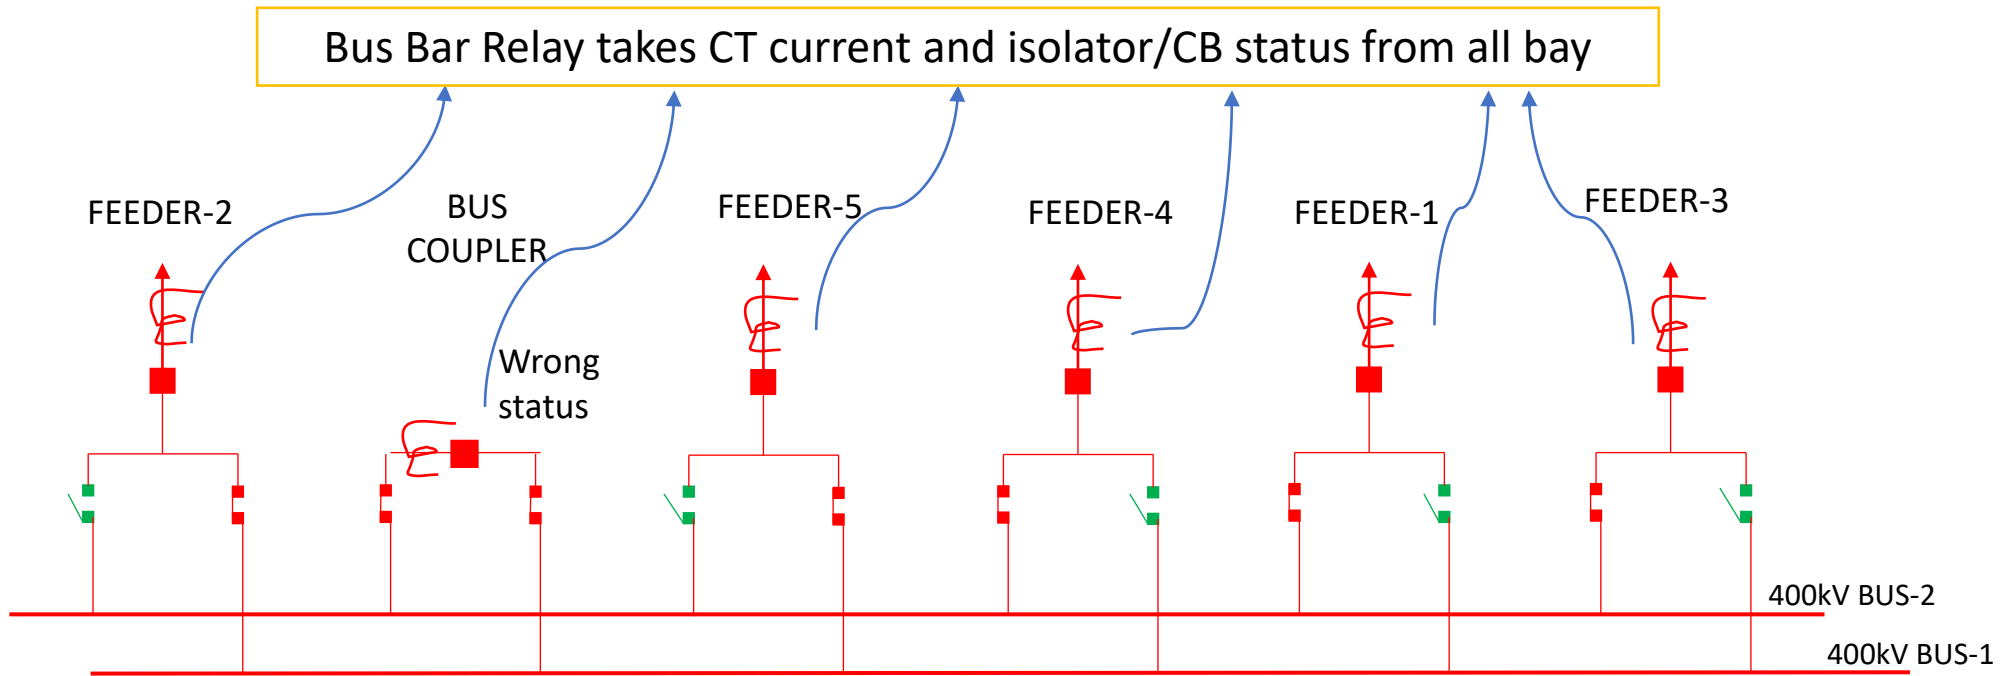 Bus Bar Relay takes CT current and isolator/CB status from all bay
FEEDER-2
BUS
COUPLER
FEEDER-5
FEEDER-4
FEEDER-1
FEEDER-3
Wrong
status
400kV BUS-2
400kV BUS-1